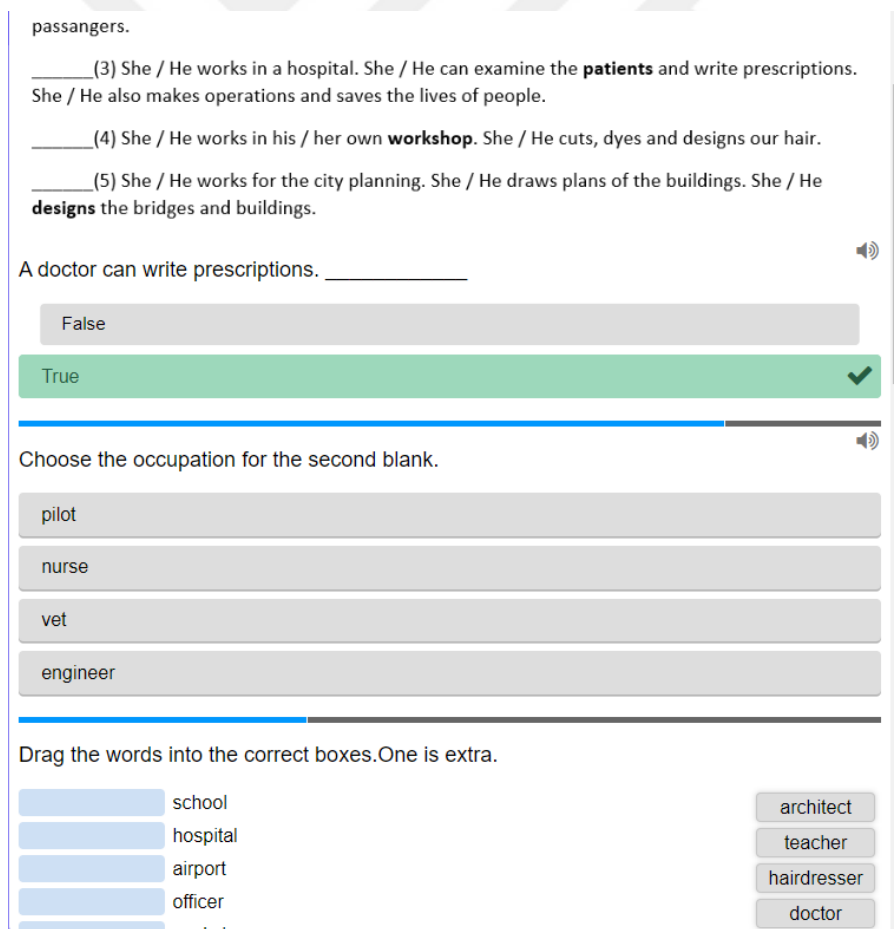 passangers.
______(3) She / He works in a hospital. She / He can examine the patients and write prescriptions.
She / He also makes operations and saves the lives of people.
______(4) She / He works in his / her own workshop. She / He cuts, dyes and designs our hair.
______(5) She / He works for the city planning. She / He draws plans of the buildings. She / He
designs the bridges and buildings.
A doctor can write prescriptions. ____________
False
True
Choose the occupation for the second blank.
pilot
nurse
vet
engineer
Drag the words into the correct boxes.One is extra.
school
architect
hospital
teacher
airport
hairdresser
officer
doctor